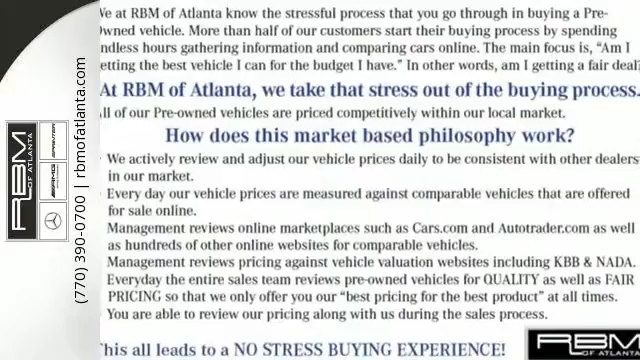 We at RBM of Atlanta know the stressful process that you go through in buying a Pre-
Owned vehicle. More than half of our customers start their buying process by spending
endless hours gathering information and comparing cars online. The main focus is, "Am I
getting the best vehicle I can for the budget I have." In other words, am I getting a fair deal?
At RBM of Atlanta, we take that stress out of the buying process.
All of our Pre-owned vehicles are priced competitively within our local market.
How does this market based philosophy work?
We actively review and adjust our vehicle prices daily to be consistent with other dealers
in our market.
Every day our vehicle prices are measured against comparable vehicles that are offered
for sale online.
Management reviews online marketplaces such as Cars.com and Autotrader.com as well
as hundreds of other online websites for comparable vehicles.
Management reviews pricing against vehicle valuation websites including KBB & NADA.
Everyday the entire sales team reviews pre-owned vehicles for QUALITY as well as FAIR
PRICING so that we only offer you our "best pricing for the best product" at all times.
You are able to review our pricing along with us during the sales process.
This all leads to a NO STRESS BUYING EXPERIENCE!
RBM
OF ATLANTA
RBM
OF ATLANTA
AMG
SPRINTER
(770) 390-0700 | rbmofatlanta.com